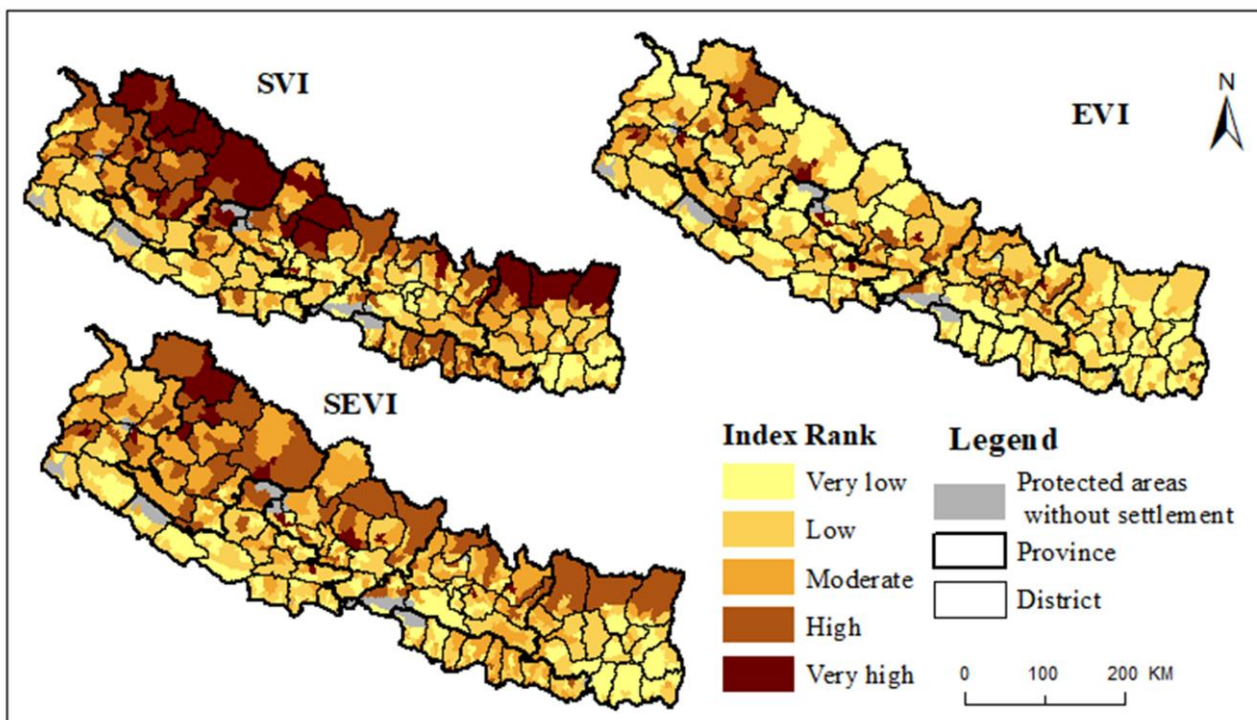 SVI
EVI
N
SEVI
Index Rank
Very low
Low
Moderate
High
Very high
Legend
Protected areas
without settlement
Province
District
0 100 200 KM